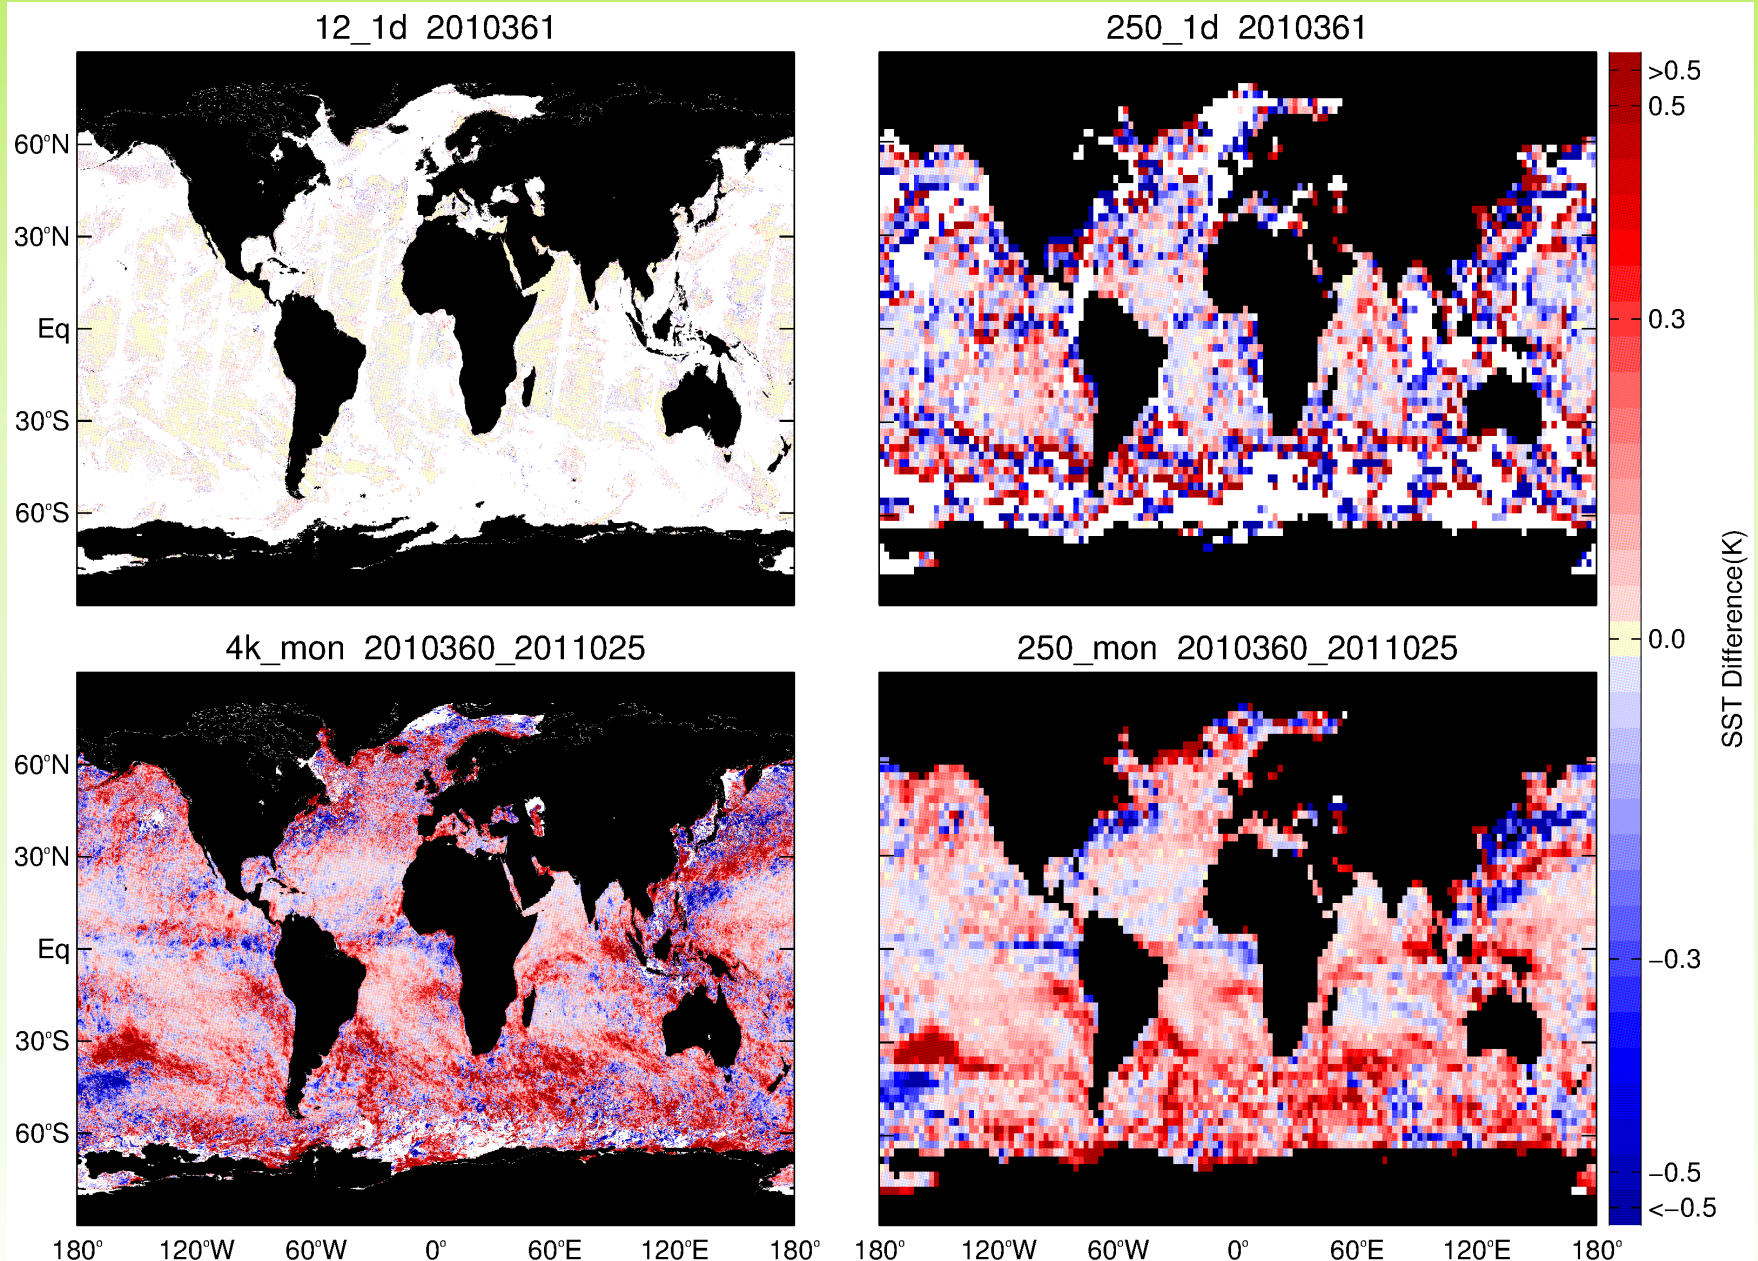 12_1d 2010361
250_1d 2010361
60°N
30°N
Eq
30°S
60°S
>0.5
0.5
0.3
0.0
−0.3
−0.5
<−0.5
SST Difference(K)
4k_mon 2010360_2011025
250_mon 2010360_2011025
60°N
30°N
Eq
30°S
60°S
180° 120°W 60°W 0° 60°E 120°E 180°
180° 120°W 60°W 0° 60°E 120°E 180°